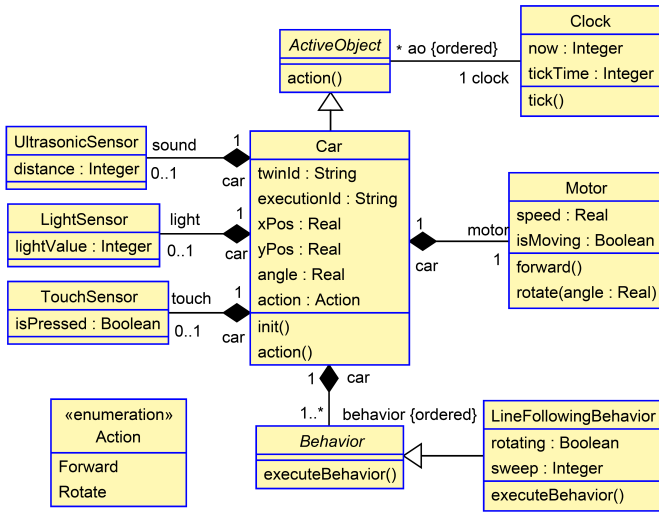 ActiveObject
action()
* ao {ordered}
1 clock
Clock
now : Integer
tickTime : Integer
tick()
UltrasonicSensor
distance : Integer
sound
0..1
1
car
LightSensor
lightValue : Integer
light
0..1
1
car
TouchSensor
isPressed : Boolean
touch
0..1
1
car
Car
twinId : String
executionId : String
xPos : Real
yPos : Real
angle : Real
action : Action
init()
action()
1
car
motor
1
Motor
speed : Real
isMoving : Boolean
forward()
rotate(angle : Real)
1
car
1..*
behavior {ordered}
Behavior
executeBehavior()
LineFollowingBehavior
rotating : Boolean
sweep : Integer
executeBehavior()
«enumeration»
Action
Forward
Rotate